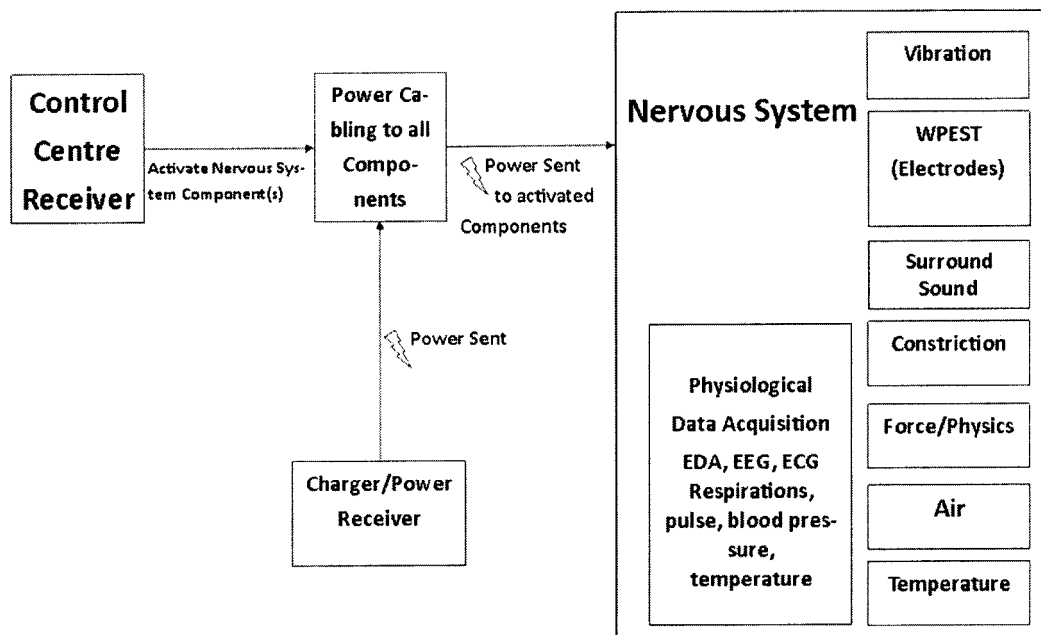 Control
Centre
Receiver
Activate Nervous Sys-
tem Component(s)
Power Ca-
bling to all
Compo-
nents
Power Sent
to activated
Components
Power Sent
Charger/Power
Receiver
Nervous System
Physiological
Data Acquisition
EDA, EEG, ECG
Respirations,
pulse, blood pres-
sure,
temperature
Vibration
WPEST
(Electrodes)
Surround
Sound
Constriction
Force/Physics
Air
Temperature